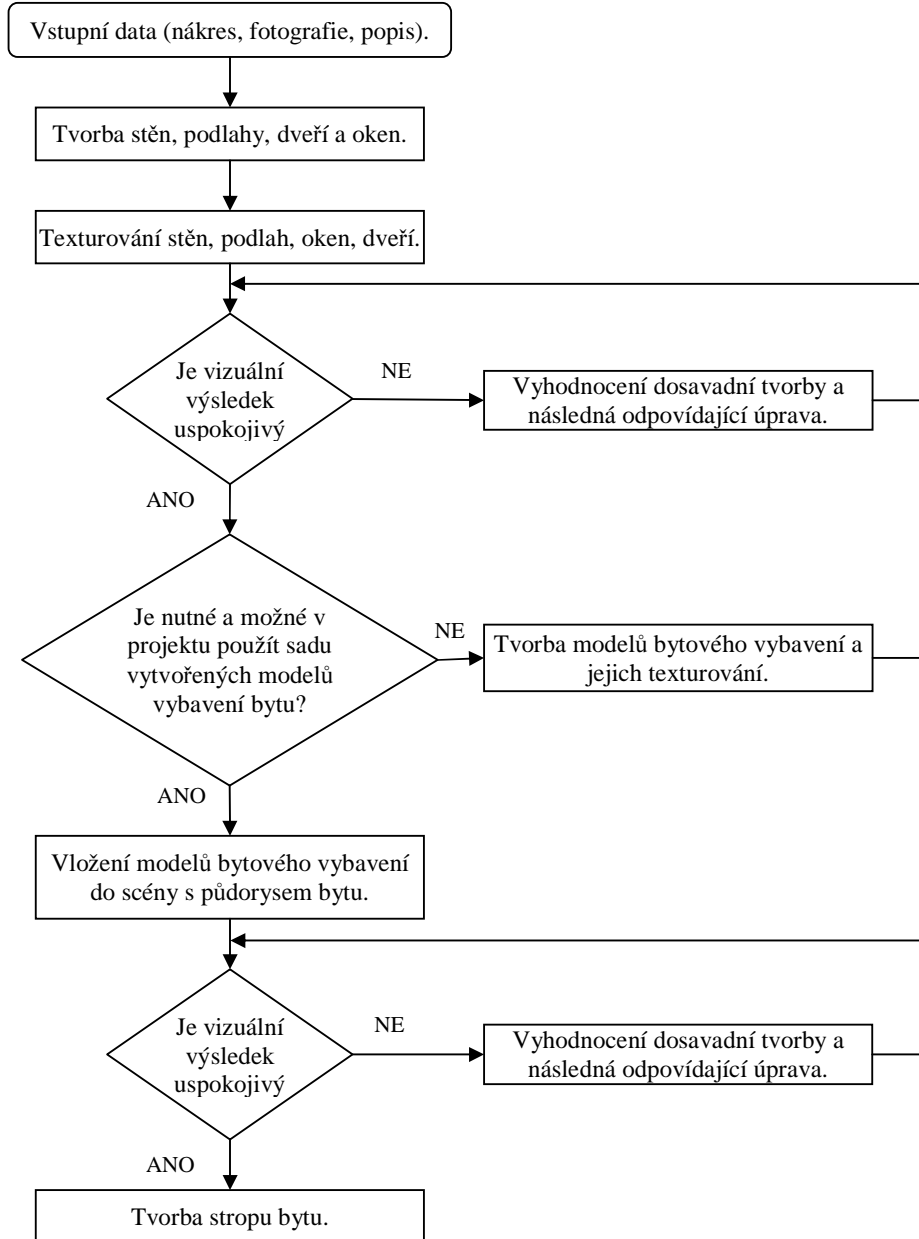 Vstupní data (nákres, fotografie, popis).
Tvorba stěn, podlahy, dveří a oken.
Texturování stěn, podlah, oken, dveří.
Je vizuální
výsledek
uspokojivý
NE
Vyhodnocení dosavadní tvorby a
následná odpovídající úprava.
ANO
Je nutné a možné v
projektu použít sadu
vytvořených modelů
vybavení bytu?
NE
Tvorba modelů bytového vybavení a
jejich texturování.
ANO
Vložení modelů bytového vybavení
do scény s půdorysem bytu.
Je vizuální
výsledek
uspokojivý
NE
Vyhodnocení dosavadní tvorby a
následná odpovídající úprava.
ANO
Tvorba stropu bytu.